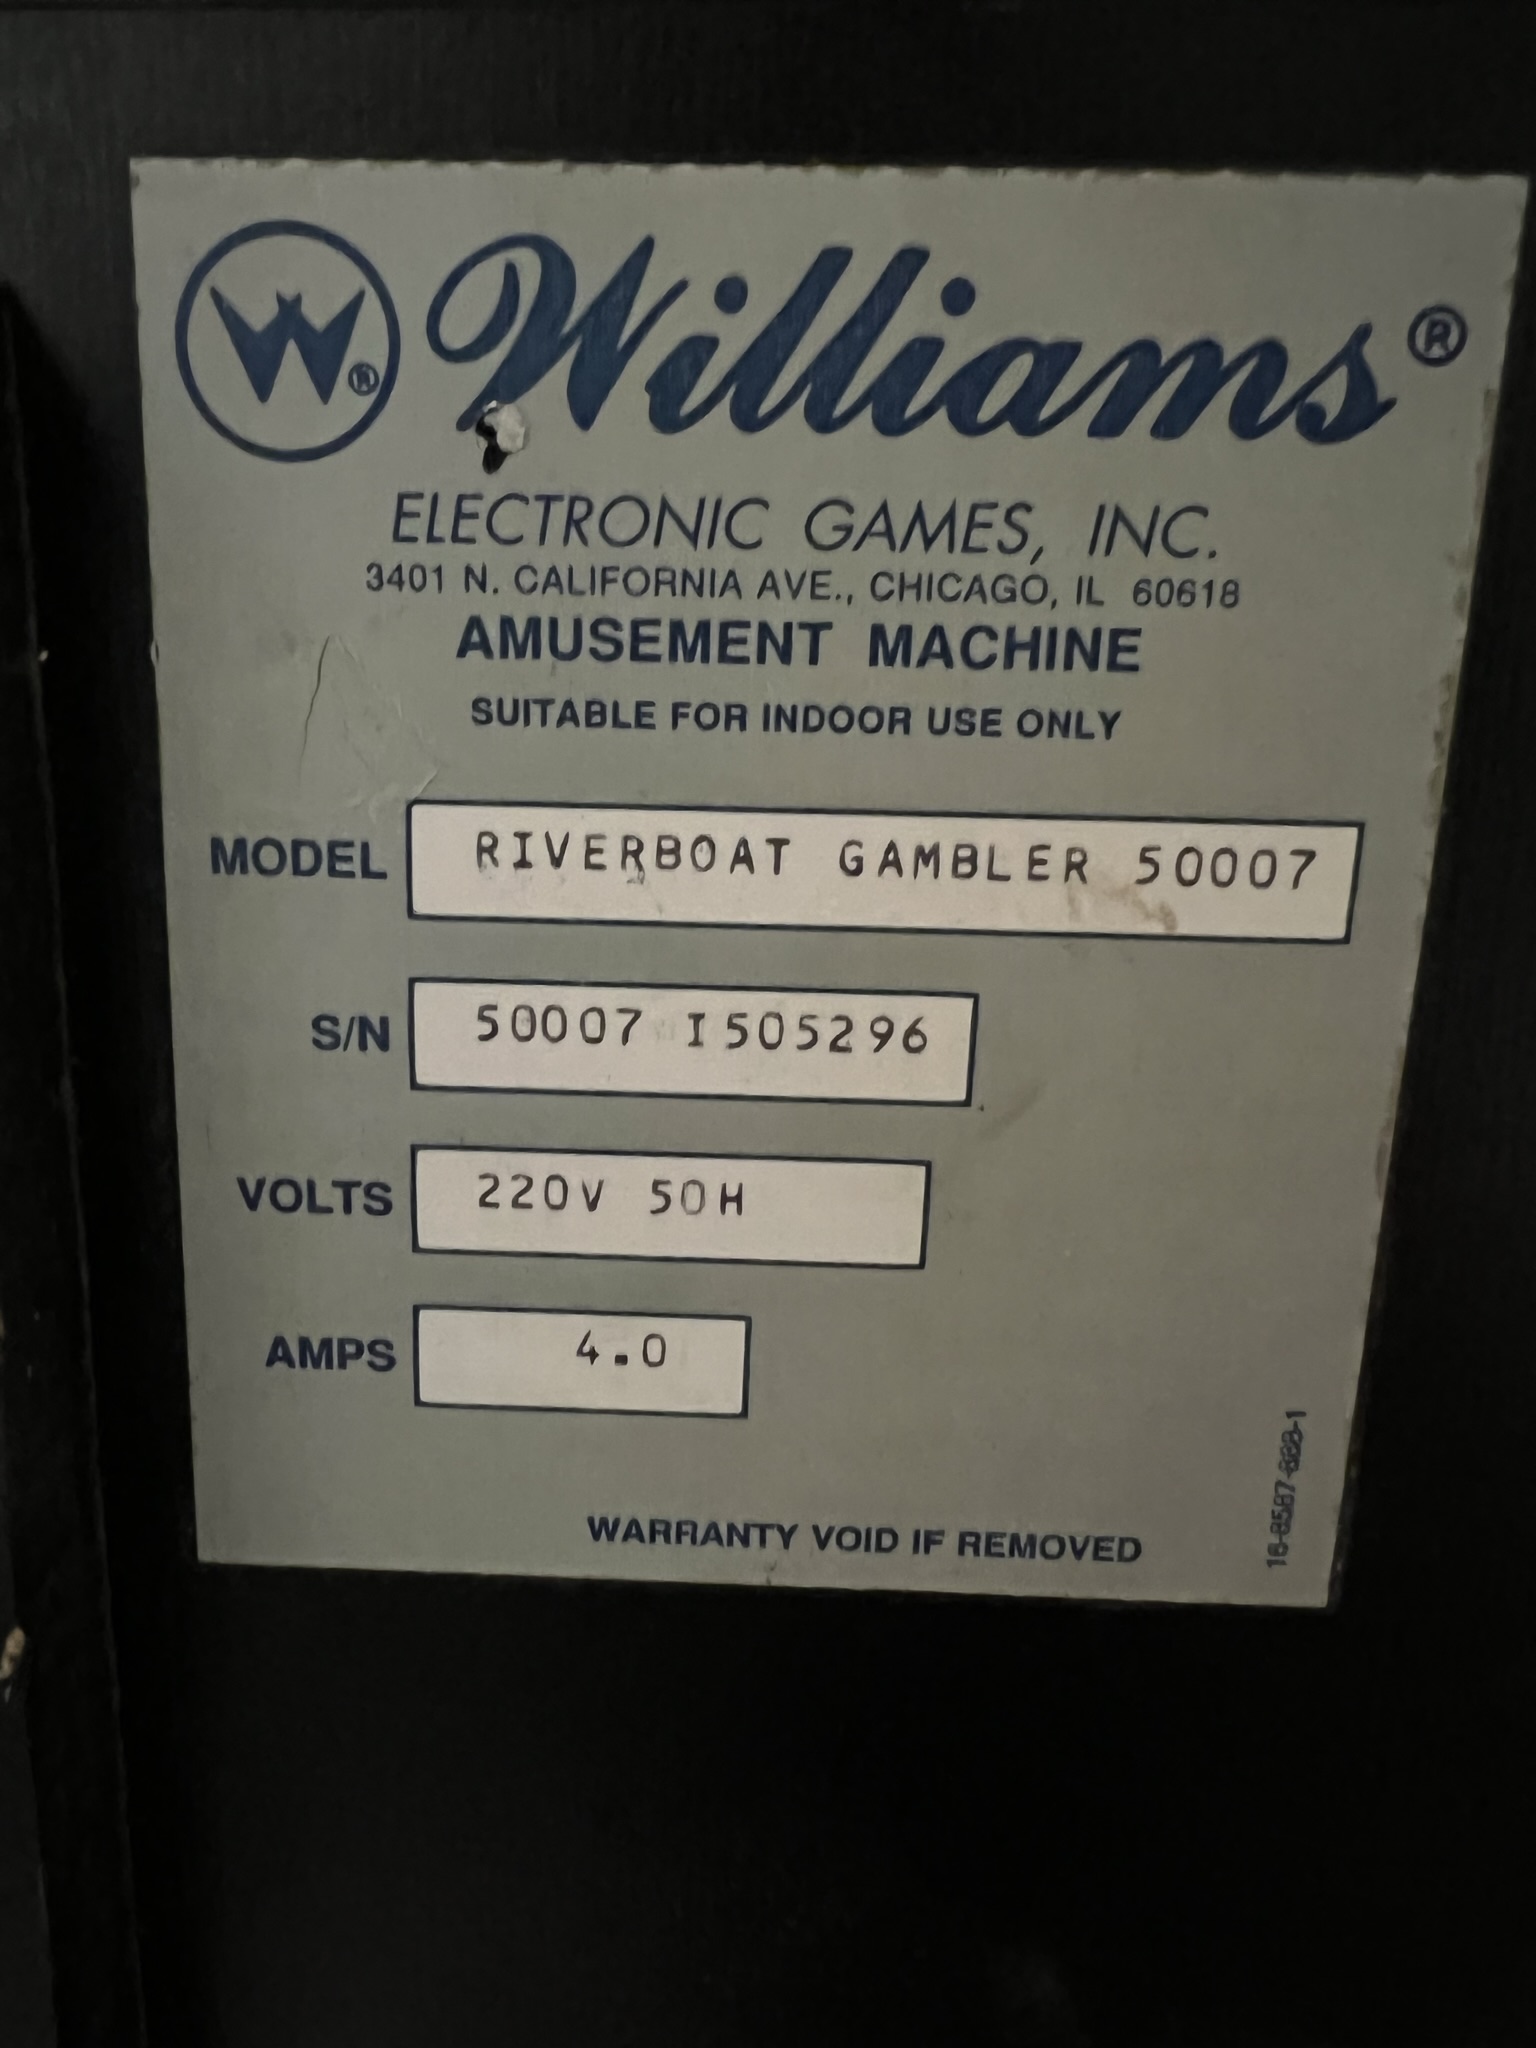 W® Williams®
ELECTRONIC GAMES, INC.
3401 N. CALIFORNIA AVE., CHICAGO, IL 60618
AMUSEMENT MACHINE
SUITABLE FOR INDOOR USE ONLY
MODEL RIVERBOAT GAMBLER 50007
S/N 50007 I505296
VOLTS 220V 50H
AMPS 4.0
WARRANTY VOID IF REMOVED